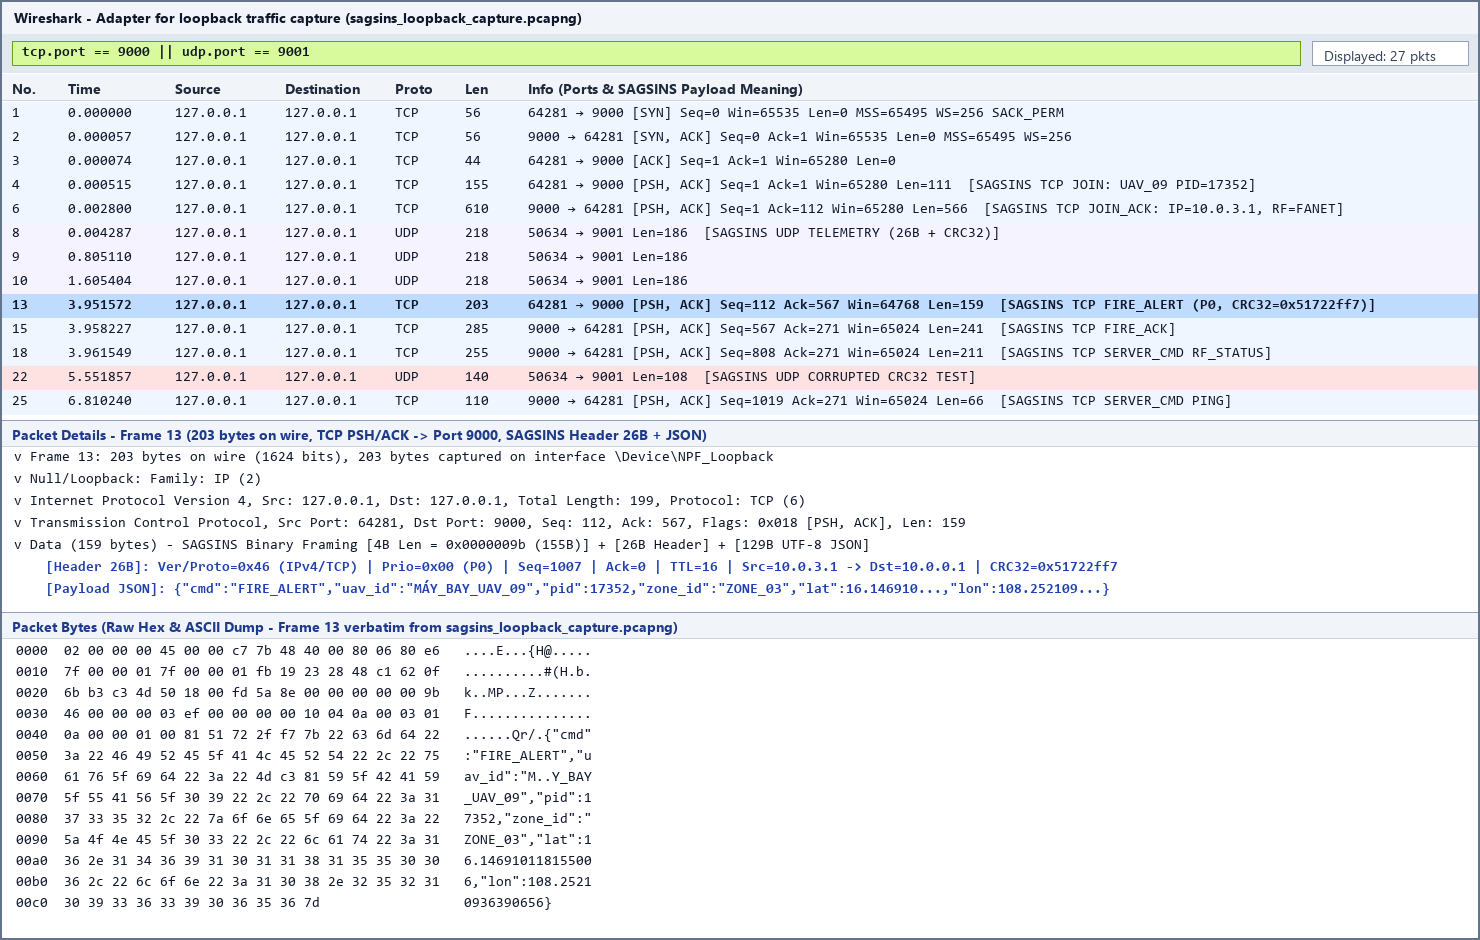 Wireshark - Adapter for loopback traffic capture (sagsins_loopback_capture.pcapng)
tcp.port == 9000 || udp.port == 9001 Displayed: 27 pkts
No. Time Source Destination Proto Len Info (Ports & SAGSINS Payload Meaning)
1 0.000000 127.0.0.1 127.0.0.1 TCP 56 64281 → 9000 [SYN] Seq=0 Win=65535 Len=0 MSS=65495 WS=256 SACK_PERM
2 0.000057 127.0.0.1 127.0.0.1 TCP 56 9000 → 64281 [SYN, ACK] Seq=0 Ack=1 Win=65535 Len=0 MSS=65495 WS=256
3 0.000074 127.0.0.1 127.0.0.1 TCP 44 64281 → 9000 [ACK] Seq=1 Ack=1 Win=65280 Len=0
4 0.000515 127.0.0.1 127.0.0.1 TCP 155 64281 → 9000 [PSH, ACK] Seq=1 Ack=1 Win=65280 Len=111 [SAGSINS TCP JOIN: UAV_09 PID=17352]
6 0.002800 127.0.0.1 127.0.0.1 TCP 610 9000 → 64281 [PSH, ACK] Seq=1 Ack=112 Win=65280 Len=566 [SAGSINS TCP JOIN_ACK: IP=10.0.3.1, RF=FANET]
8 0.004287 127.0.0.1 127.0.0.1 UDP 218 50634 → 9001 Len=186 [SAGSINS UDP TELEMETRY (26B + CRC32)]
9 0.805110 127.0.0.1 127.0.0.1 UDP 218 50634 → 9001 Len=186
10 1.605404 127.0.0.1 127.0.0.1 UDP 218 50634 → 9001 Len=186
13 3.951572 127.0.0.1 127.0.0.1 TCP 203 64281 → 9000 [PSH, ACK] Seq=112 Ack=567 Win=64768 Len=159 [SAGSINS TCP FIRE_ALERT (P0, CRC32=0x51722ff7)]
15 3.958227 127.0.0.1 127.0.0.1 TCP 285 9000 → 64281 [PSH, ACK] Seq=567 Ack=271 Win=65024 Len=241 [SAGSINS TCP FIRE_ACK]
18 3.961549 127.0.0.1 127.0.0.1 TCP 255 9000 → 64281 [PSH, ACK] Seq=808 Ack=271 Win=65024 Len=211 [SAGSINS TCP SERVER_CMD RF_STATUS]
22 5.551857 127.0.0.1 127.0.0.1 UDP 140 50634 → 9001 Len=108 [SAGSINS UDP CORRUPTED CRC32 TEST]
25 6.810240 127.0.0.1 127.0.0.1 TCP 110 9000 → 64281 [PSH, ACK] Seq=1019 Ack=271 Win=65024 Len=66 [SAGSINS TCP SERVER_CMD PING]
Packet Details - Frame 13 (203 bytes on wire, TCP PSH/ACK -> Port 9000, SAGSINS Header 26B + JSON)
v Frame 13: 203 bytes on wire (1624 bits), 203 bytes captured on interface \Device\NPF_Loopback
v Null/Loopback: Family: IP (2)
v Internet Protocol Version 4, Src: 127.0.0.1, Dst: 127.0.0.1, Total Length: 199, Protocol: TCP (6)
v Transmission Control Protocol, Src Port: 64281, Dst Port: 9000, Seq: 112, Ack: 567, Flags: 0x018 [PSH, ACK], Len: 159
v Data (159 bytes) - SAGSINS Binary Framing [4B Len = 0x0000009b (155B)] + [26B Header] + [129B UTF-8 JSON]
[Header 26B]: Ver/Proto=0x46 (IPv4/TCP) | Prio=0x00 (P0) | Seq=1007 | Ack=0 | TTL=16 | Src=10.0.3.1 -> Dst=10.0.0.1 | CRC32=0x51722ff7
[Payload JSON]: {"cmd":"FIRE_ALERT","uav_id":"MÁY_BAY_UAV_09","pid":17352,"zone_id":"ZONE_03","lat":16.146910...,"lon":108.252109...}
Packet Bytes (Raw Hex & ASCII Dump - Frame 13 verbatim from sagsins_loopback_capture.pcapng)
0000 02 00 00 00 45 00 00 c7 7b 48 40 00 80 06 80 e6 ....E...{H@.....
0010 7f 00 00 01 7f 00 00 01 fb 19 23 28 48 c1 62 0f ..........#(H.b.
0020 6b b3 c3 4d 50 18 00 fd 5a 8e 00 00 00 00 00 9b k..MP...Z.......
0030 46 00 00 00 03 ef 00 00 00 00 10 04 0a 00 03 01 F...............
0040 0a 00 00 01 00 81 51 72 2f f7 7b 22 63 6d 64 22 ......Qr/.{"cmd"
0050 3a 22 46 49 52 45 5f 41 4c 45 52 54 22 2c 22 75 :"FIRE_ALERT","u
0060 61 76 5f 69 64 22 3a 22 4d c3 81 59 5f 42 41 59 av_id":"M..Y_BAY
0070 5f 55 41 56 5f 30 39 22 2c 22 70 69 64 22 3a 31 _UAV_09","pid":1
0080 37 33 35 32 2c 22 7a 6f 6e 65 5f 69 64 22 3a 22 7352,"zone_id":"
0090 5a 4f 4e 45 5f 30 33 22 2c 22 6c 61 74 22 3a 31 ZONE_03","lat":1
00a0 36 2e 31 34 36 39 31 30 31 31 38 31 35 35 30 30 6.14691011815500
00b0 36 2c 22 6c 6f 6e 22 3a 31 30 38 2e 32 35 32 31 6,"lon":108.2521
00c0 30 39 33 36 33 39 30 36 35 36 7d 0936390656}